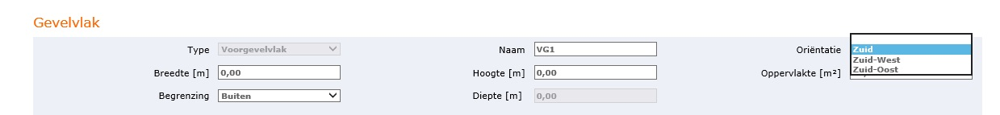 Gevelvlak
Type Voorgevelvlak Naam VG1 Oriëntatie Zuid
Zuid-West
Zuid-Oost
Breedte [m] 0,00 Hoogte [m] 0,00 Oppervlakte [m²]
Begrenzing Buiten Diepte [m] 0,00